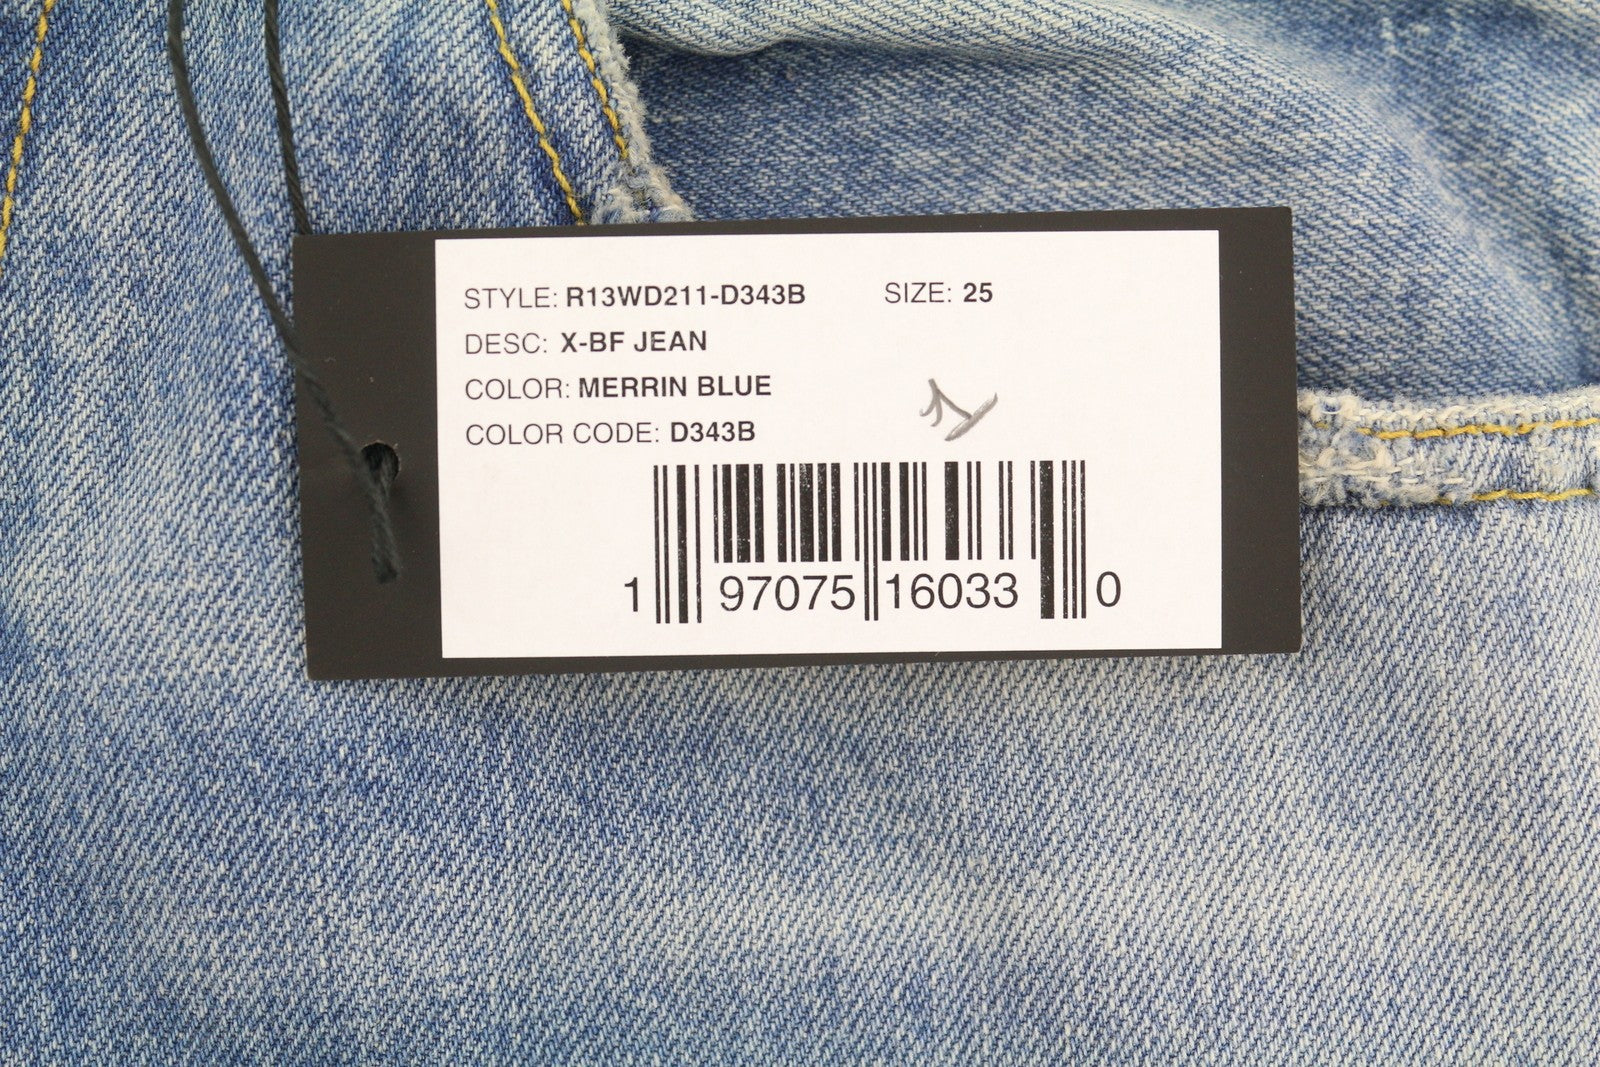 STYLE: R13WD211-D343B SIZE: 25
DESC: X-BF JEAN
COLOR: MERRIN BLUE
COLOR CODE: D343B
1 97075 16033 0